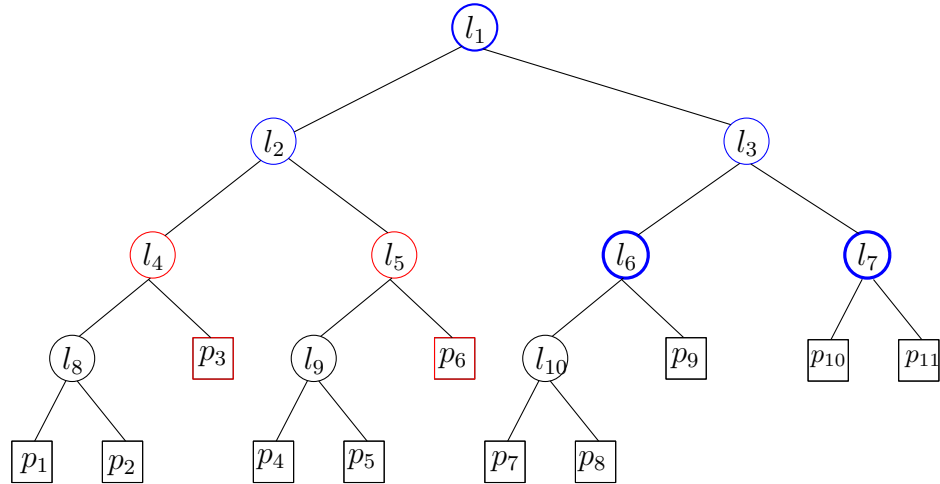 l₁
l₂ l₃
l₄ l₅ l₆ l₇
l₈ p₃ l₉ p₆ l₁₀ p₉ p₁₀ p₁₁
p₁ p₂ p₄ p₅ p₇ p₈